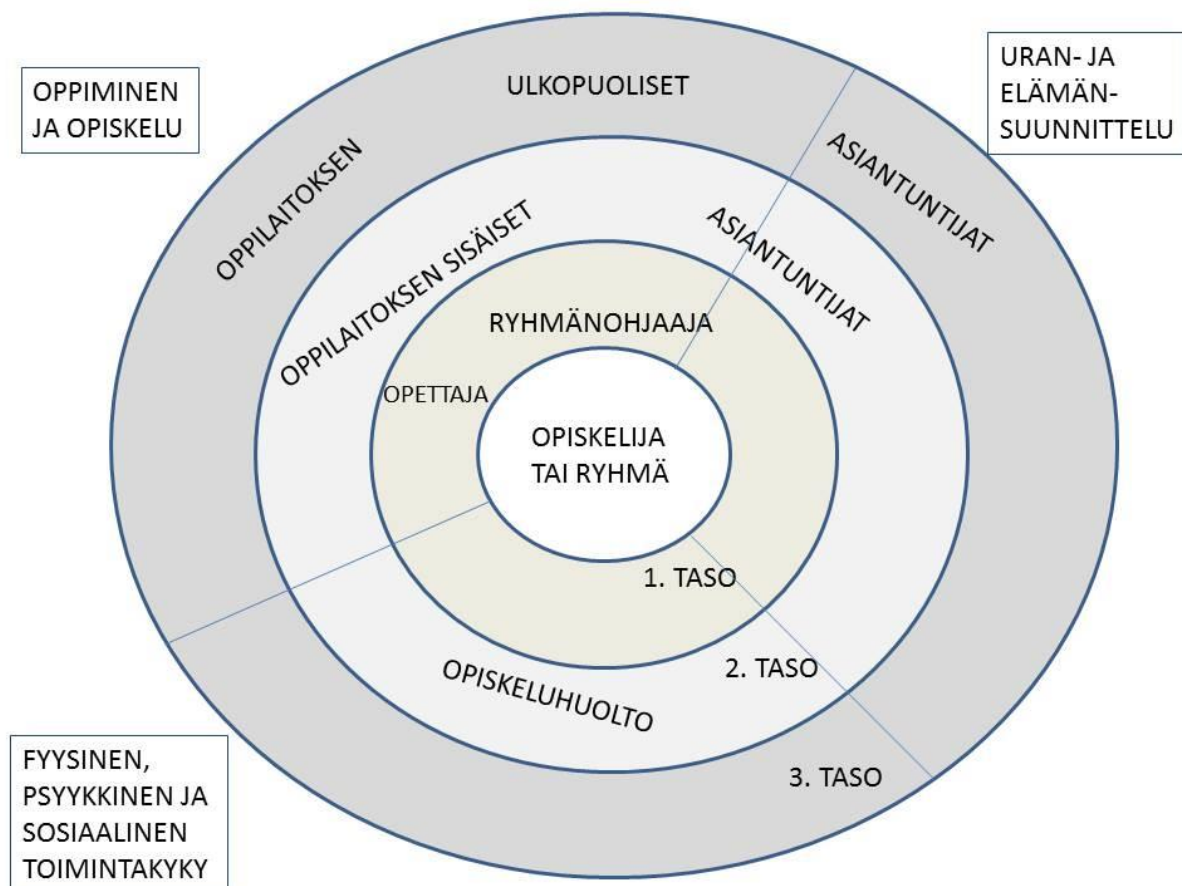 OPPIMINEN
JA OPISKELU
URAN- JA
ELÄMÄN-
SUUNNITTELU
OPPILAITOKSEN ULKOPUOLISET ASIANTUNTIJAT
OPPILAITOKSEN SISÄISET ASIANTUNTIJAT
RYHMÄNOHJAAJA
OPETTAJA
OPISKELIJA
TAI RYHMÄ
1. TASO
2. TASO
OPISKELUHUOLTO
3. TASO
FYYSINEN,
PSYYKKINEN JA
SOSIAALINEN
TOIMINTAKYKY